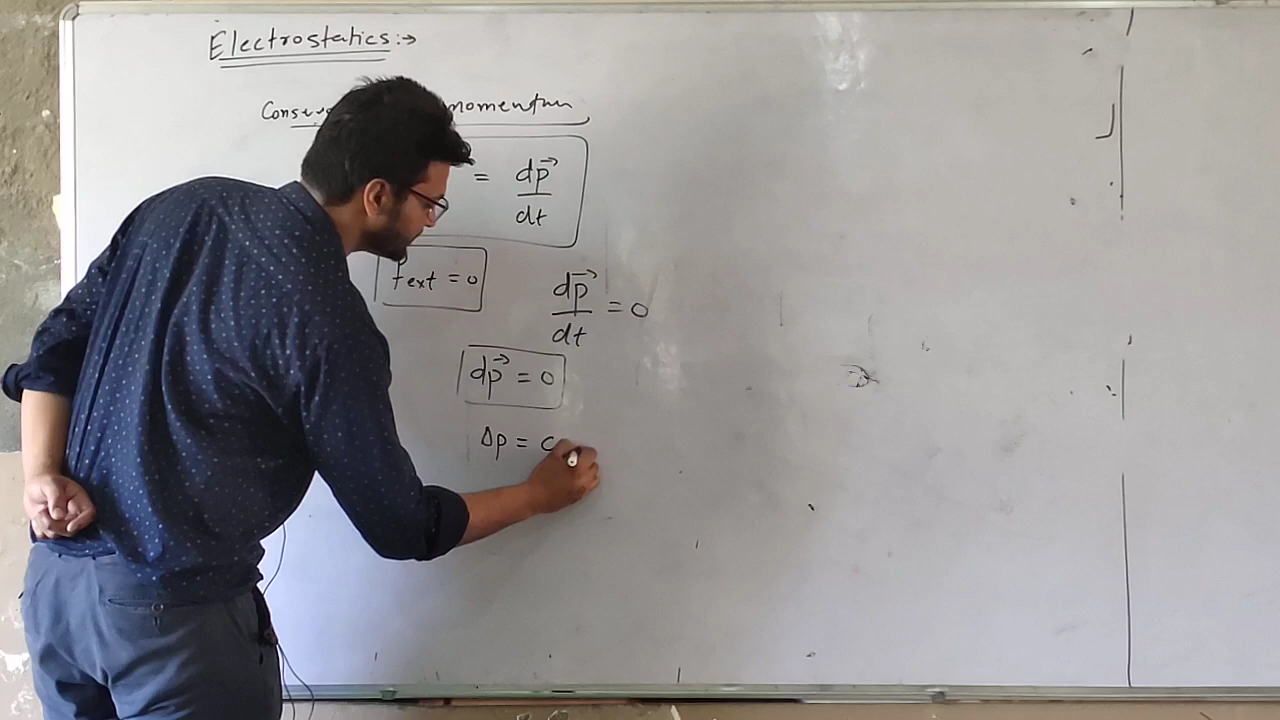 Electrostatics:→
momentum
= dp⃗/dt
fext = 0
dp⃗/dt = 0
dp⃗ = 0
Δp = c